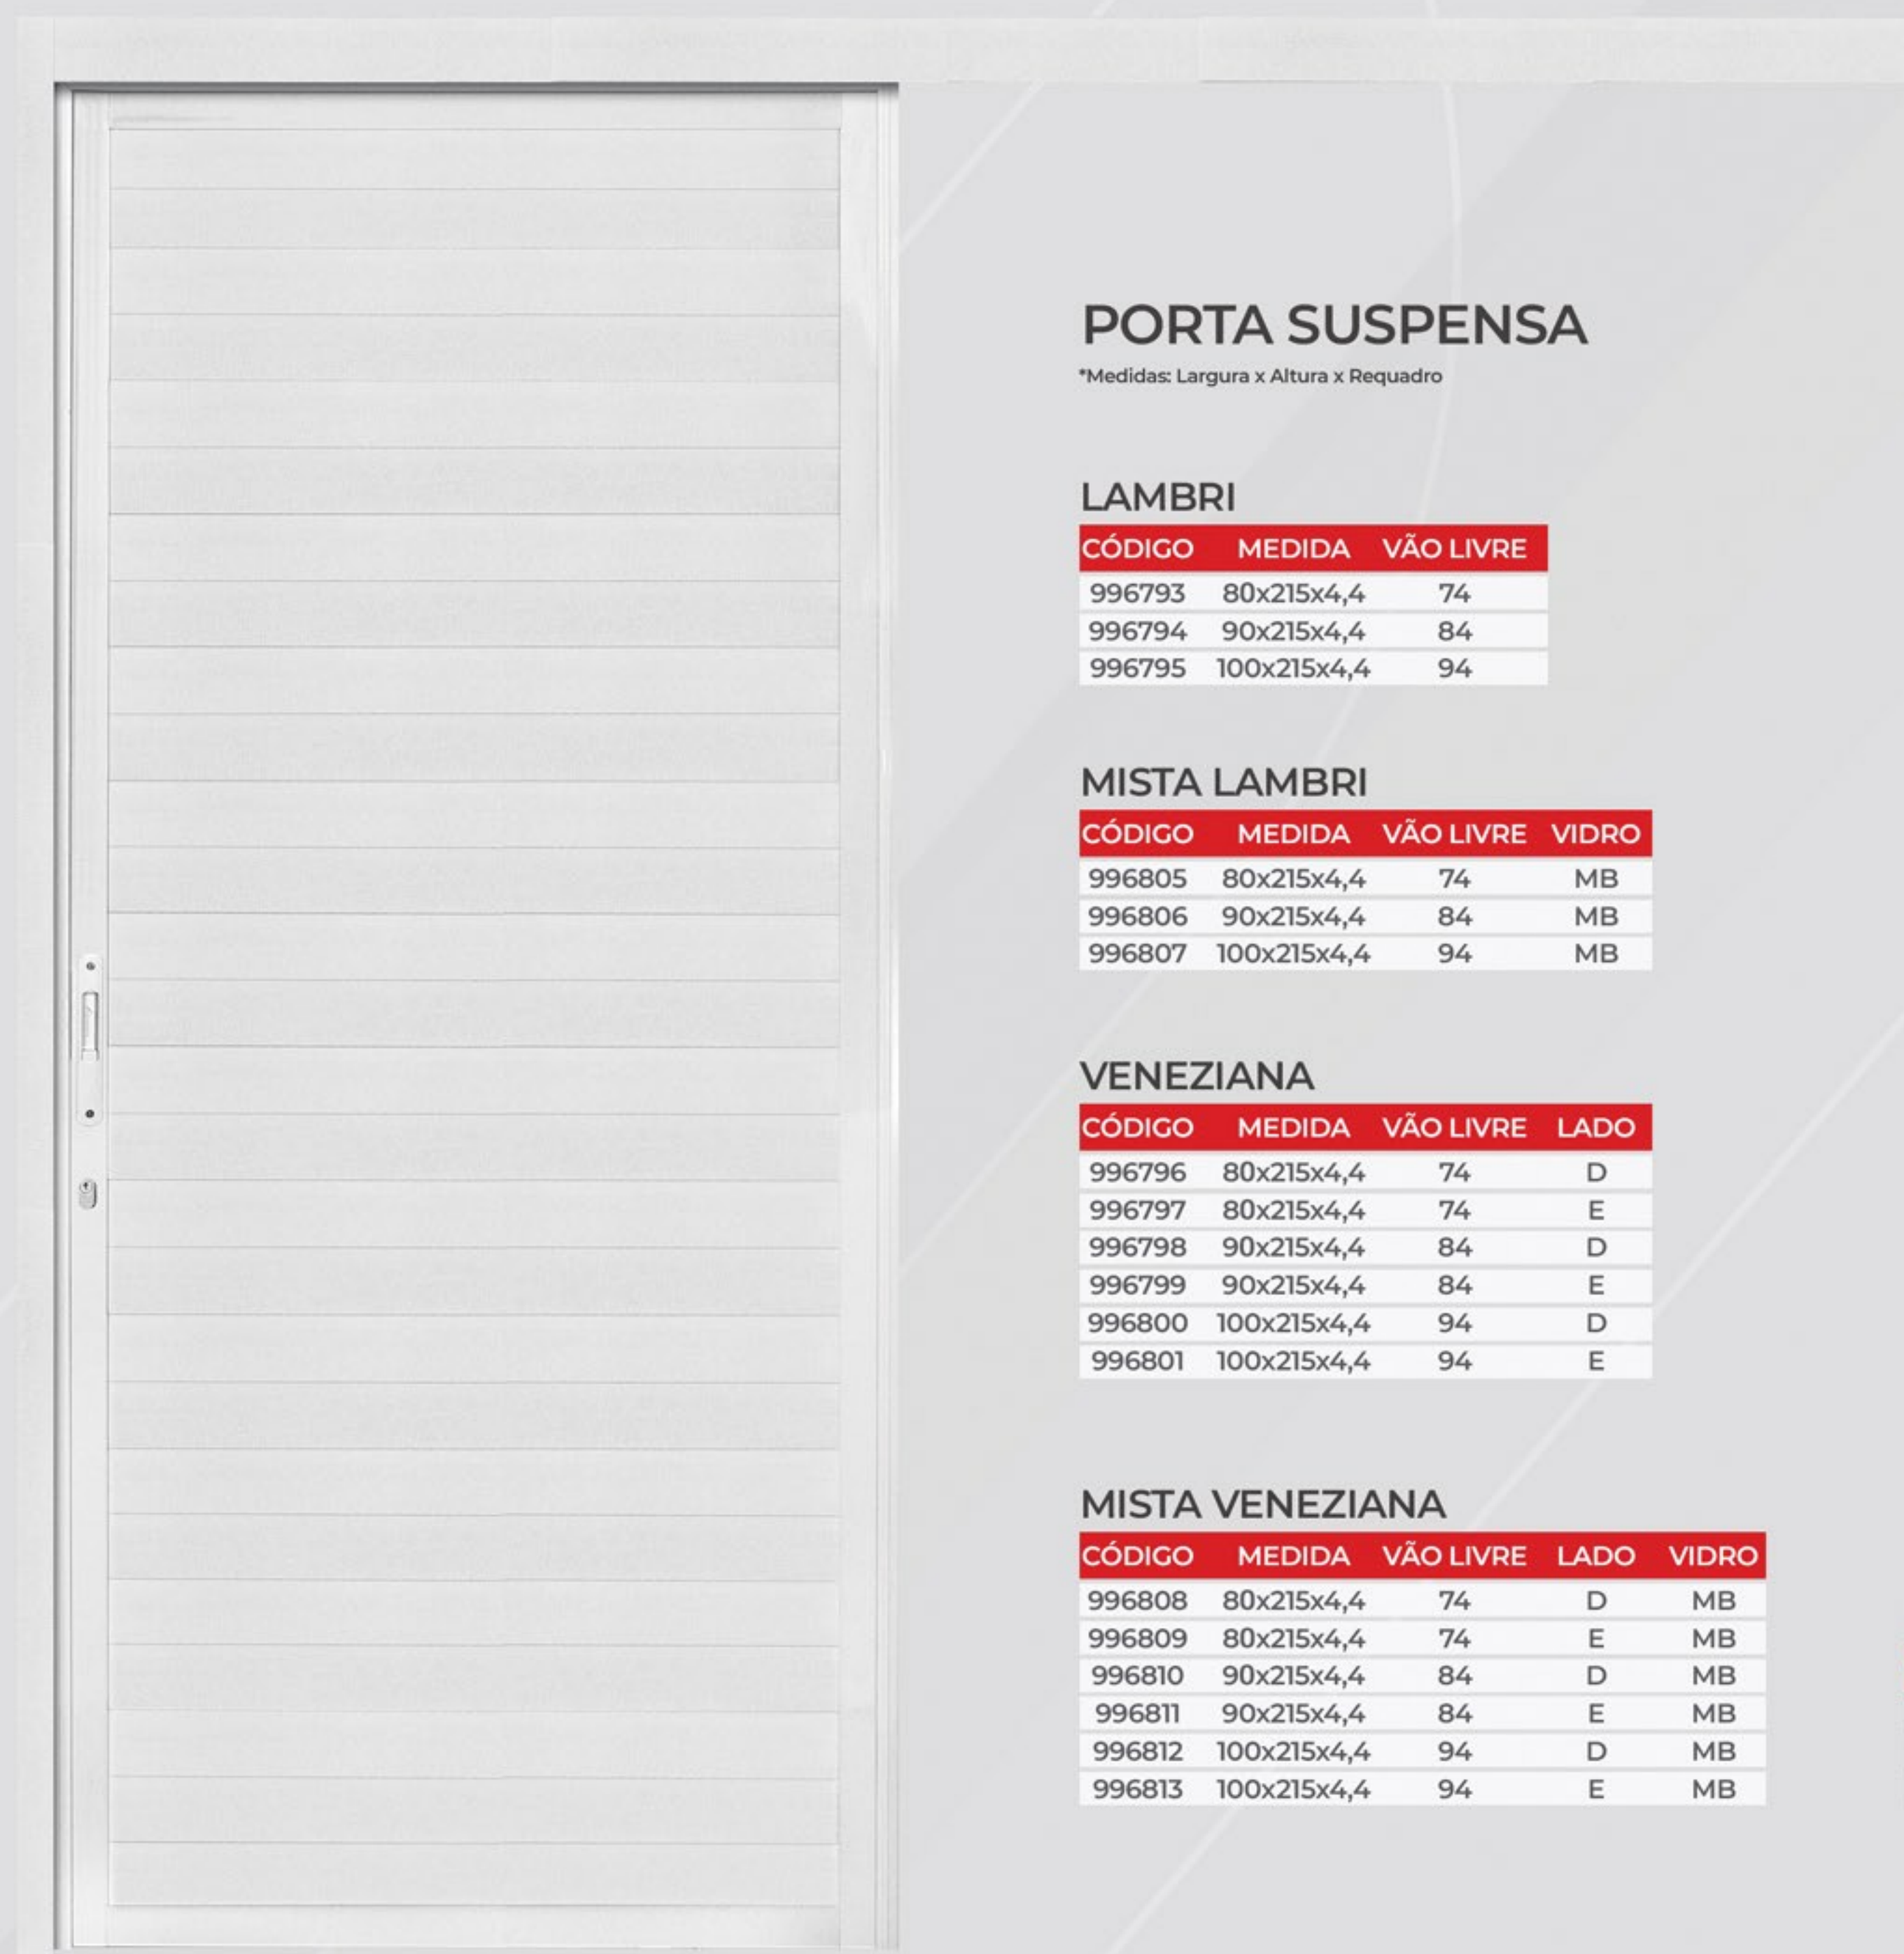 PORTA SUSPENSA
*Medidas: Largura x Altura x Requadro
LAMBRI
CÓDIGO MEDIDA VÃO LIVRE
996793 80x215x4,4 74
996794 90x215x4,4 84
996795 100x215x4,4 94
MISTA LAMBRI
CÓDIGO MEDIDA VÃO LIVRE VIDRO
996805 80x215x4,4 74 MB
996806 90x215x4,4 84 MB
996807 100x215x4,4 94 MB
VENEZIANA
CÓDIGO MEDIDA VÃO LIVRE LADO
996796 80x215x4,4 74 D
996797 80x215x4,4 74 E
996798 90x215x4,4 84 D
996799 90x215x4,4 84 E
996800 100x215x4,4 94 D
996801 100x215x4,4 94 E
MISTA VENEZIANA
CÓDIGO MEDIDA VÃO LIVRE LADO VIDRO
996808 80x215x4,4 74 D MB
996809 80x215x4,4 74 E MB
996810 90x215x4,4 84 D MB
996811 90x215x4,4 84 E MB
996812 100x215x4,4 94 D MB
996813 100x215x4,4 94 E MB